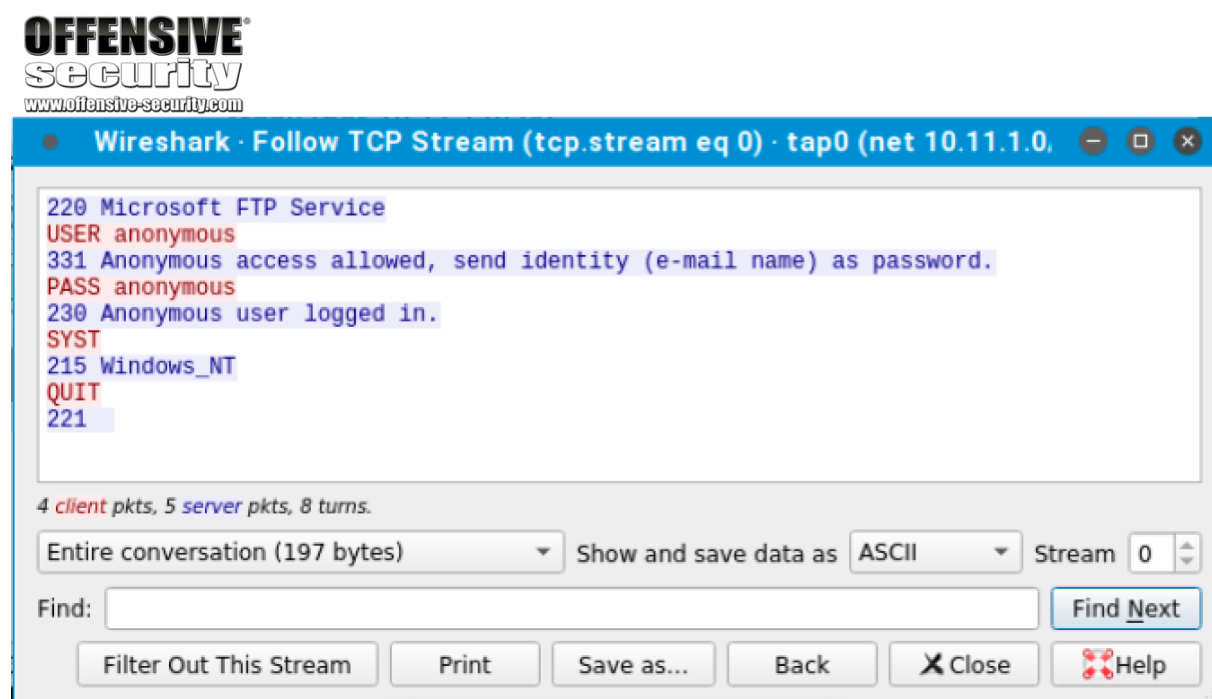 OFFENSIVE
security
www.offensive-security.com
Wireshark · Follow TCP Stream (tcp.stream eq 0) · tap0 (net 10.11.1.0,
220 Microsoft FTP Service
USER anonymous
331 Anonymous access allowed, send identity (e-mail name) as password.
PASS anonymous
230 Anonymous user logged in.
SYST
215 Windows_NT
QUIT
221
4 client pkts, 5 server pkts, 8 turns.
Entire conversation (197 bytes) Show and save data as ASCII Stream 0
Find: Find Next
Filter Out This Stream Print Save as... Back Close Help